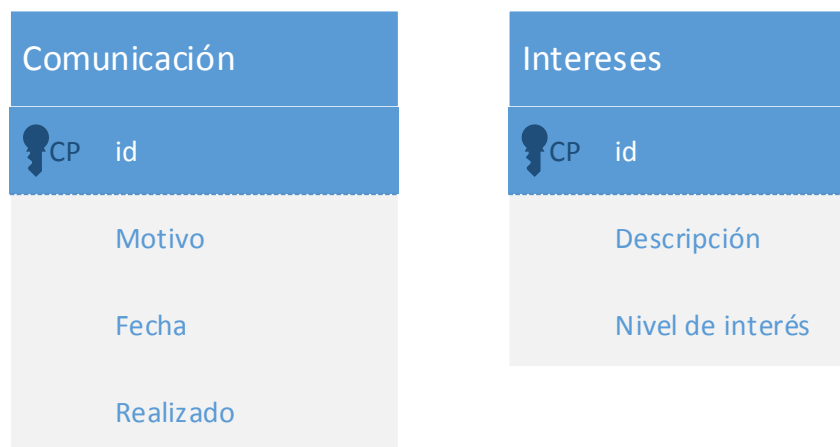 Comunicación
CP id
Motivo
Fecha
Realizado
Intereses
CP id
Descripción
Nivel de interés